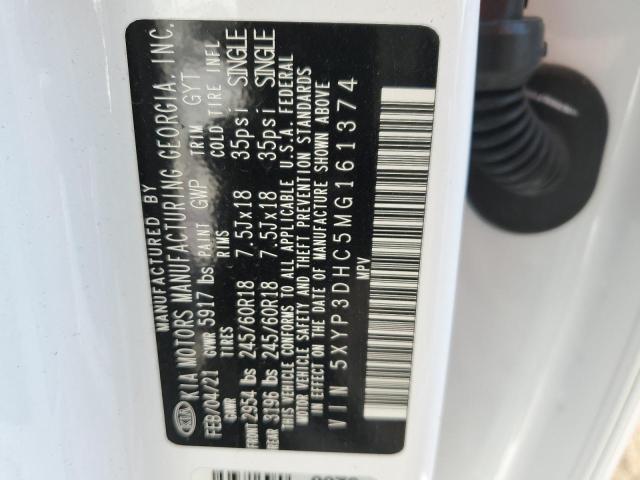 MANUFACTURED BY
KIA KIA MOTORS MANUFACTURING GEORGIA, INC.
FEB/04/21 GVWR 5917 lbs PAINT GWP TRIM GYT
GAWR TIRES RIMS COLD TIRE INFL
FRONT 2954 lbs 245/60R18 7.5Jx18 35psi SINGLE
REAR 3196 lbs 245/60R18 7.5Jx18 35psi SINGLE
THIS VEHICLE CONFORMS TO ALL APPLICABLE U.S.A. FEDERAL
MOTOR VEHICLE SAFETY AND THEFT PREVENTION STANDARDS
IN EFFECT ON THE DATE OF MANUFACTURE SHOWN ABOVE
VIN 5XYP3DHC5MG161374
MPV